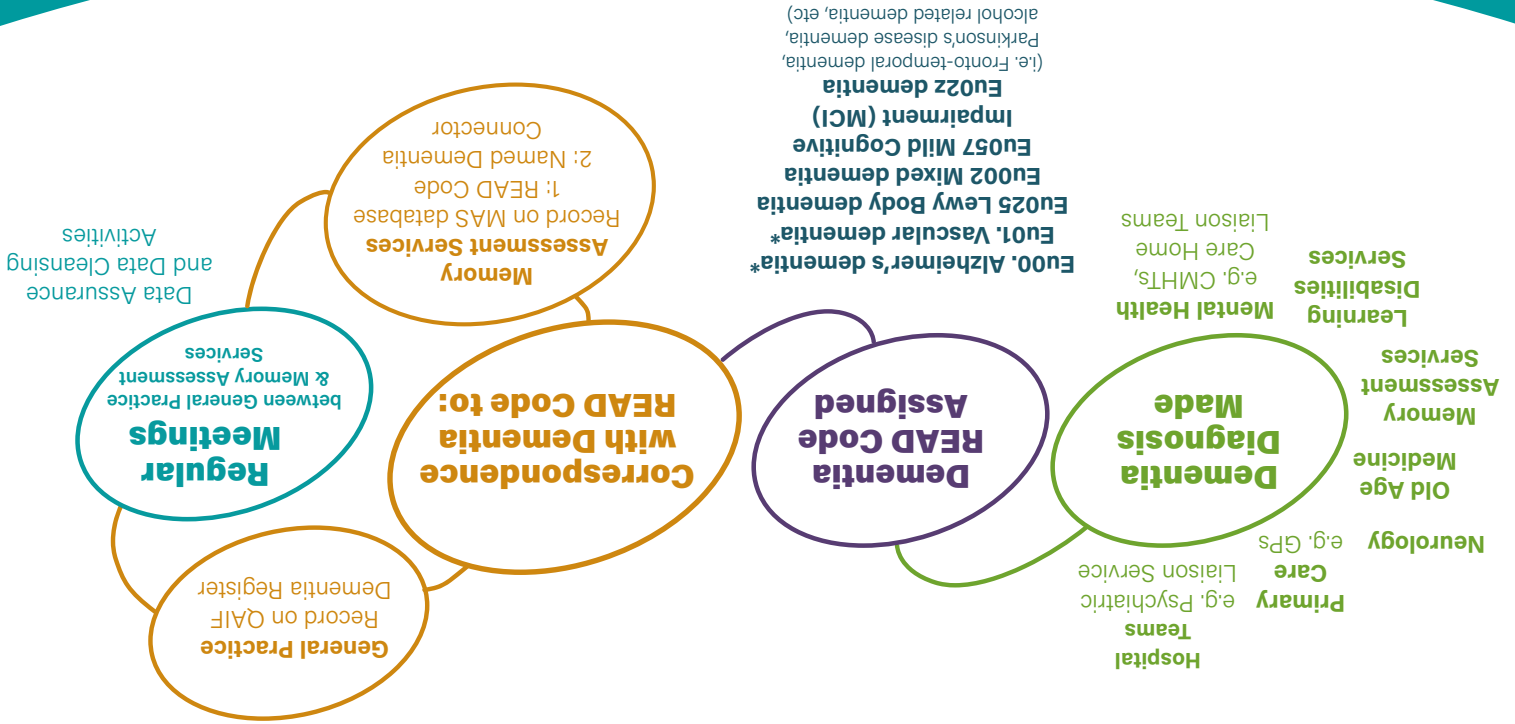 Hospital
Teams
e.g. Psychiatric
Liaison Service
Primary
Care
e.g. GPs
Neurology
Old Age
Medicine
Memory
Assessment
Services
Learning
Disabilities
Services
Mental Health
e.g. CMHTs,
Care Home
Liaison Teams
Dementia
Diagnosis
Made
Dementia
READ Code
Assigned
Eu00. Alzheimer's dementia*
Eu01. Vascular dementia*
Eu025 Lewy Body dementia
Eu002 Mixed dementia
Eu057 Mild Cognitive
Impairment (MCI)
Eu02z dementia
(i.e. Fronto-temporal dementia,
Parkinson's disease dementia,
alcohol related dementia, etc)
Correspondence
with Dementia
READ Code to:
General Practice
Record on QAIF
Dementia Register
Memory
Assessment Services
Record on MAS database
1: READ Code
2: Named Dementia
Connector
Regular
Meetings
between General Practice
& Memory Assessment
Services
Data Assurance
and Data Cleansing
Activities